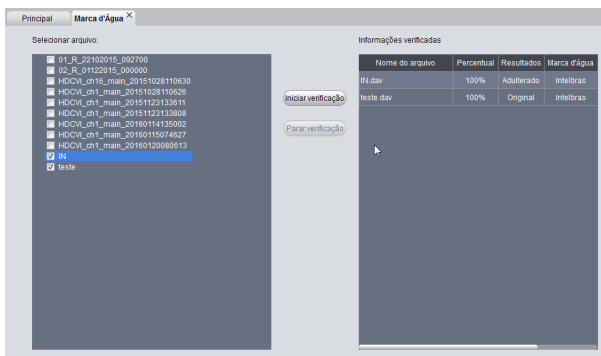 Principal
Marca d'Água
Selecionar arquivo:
01_R_22102015_092700
02_R_01122015_000000
HDCVI_ch16_main_20151028110630
HDCVI_ch1_main_20151028110626
HDCVI_ch1_main_20151123133611
HDCVI_ch1_main_20151123133808
HDCVI_ch1_main_20160114135002
HDCVI_ch1_main_20160115074627
HDCVI_ch1_main_20160120080613
IN
teste
Iniciar verificação
Parar verificação
Informações verificadas
Nome do arquivo Percentual Resultados Marca d'água
IN.dav 100% Adulterado Intelbras
teste.dav 100% Original Intelbras